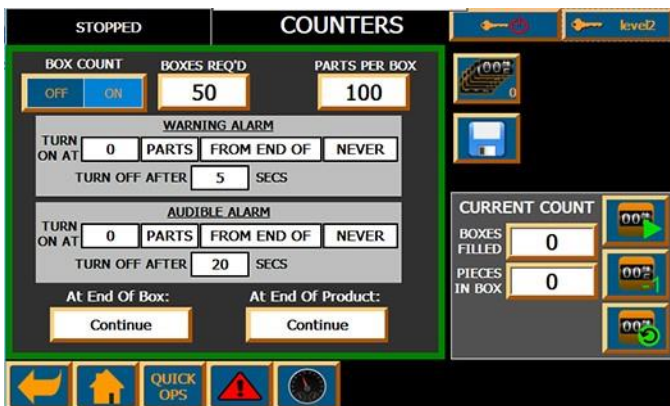 STOPPED
COUNTERS
level2
BOX COUNT
BOXES REQ'D
PARTS PER BOX
OFF
ON
50
100
WARNING ALARM
TURN ON AT
0
PARTS
FROM END OF
NEVER
TURN OFF AFTER
5
SECS
AUDIBLE ALARM
TURN ON AT
0
PARTS
FROM END OF
NEVER
TURN OFF AFTER
20
SECS
At End Of Box:
At End Of Product:
Continue
Continue
0
CURRENT COUNT
BOXES FILLED
0
PIECES IN BOX
0
-1
QUICK OPS